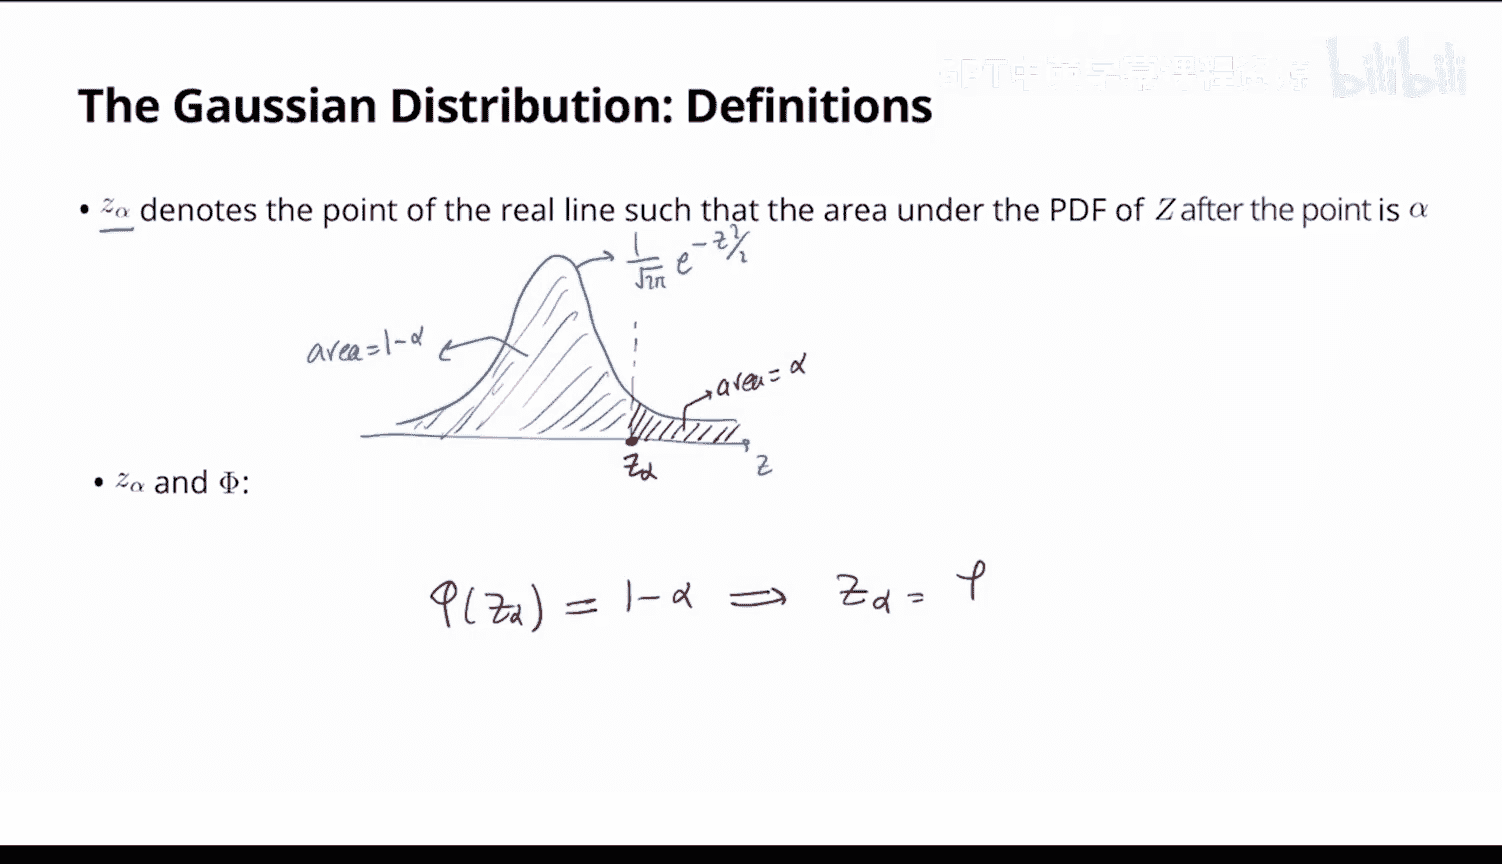 bilibili
The Gaussian Distribution: Definitions
• zα denotes the point of the real line such that the area under the PDF of Z after the point is α
1/√2π e^-z²/2
area=1-α
area=α
zα
z
• zα and Φ:
φ(zα) = 1-α ⟹ zα = φ